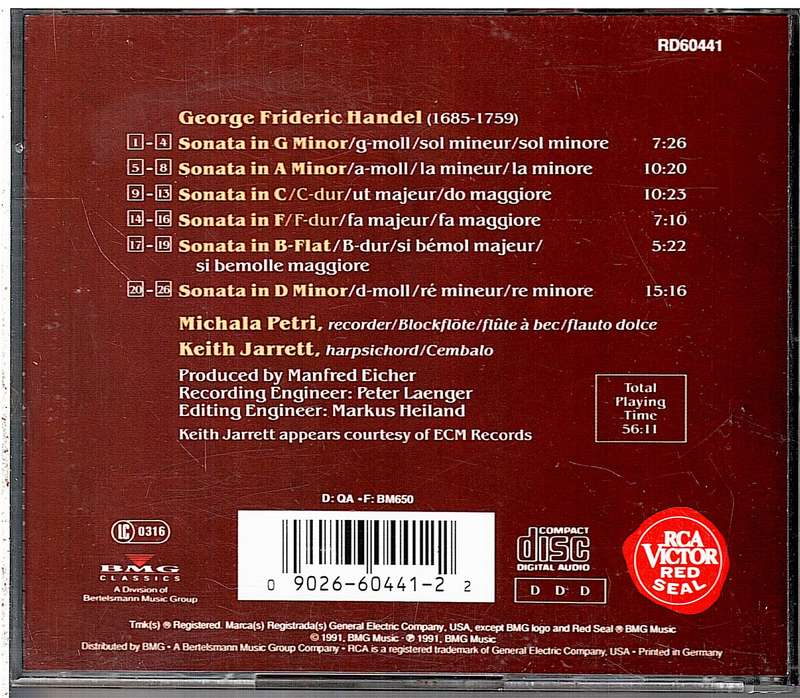 RD60441
George Frideric Handel (1685-1759)
1 - 4 Sonata in G Minor/g-moll/sol mineur/sol minore 7:26
5 - 8 Sonata in A Minor/a-moll/la mineur/la minore 10:20
9 - 13 Sonata in C/C-dur/ut majeur/do maggiore 10:23
14 - 16 Sonata in F/F-dur/fa majeur/fa maggiore 7:10
17 - 19 Sonata in B-Flat/B-dur/si bémol majeur/ 5:22
si bemolle maggiore
20 - 26 Sonata in D Minor/d-moll/ré mineur/re minore 15:16
Michala Petri, recorder/Blockflöte/flûte à bec/flauto dolce
Keith Jarrett, harpsichord/Cembalo
Produced by Manfred Eicher
Recording Engineer: Peter Laenger
Editing Engineer: Markus Heiland
Keith Jarrett appears courtesy of ECM Records
Total
Playing
Time
56:11
D: QA • F: BM650
LC 0316
BMG
CLASSICS
A Division of
Bertelsmann Music Group
0 9026-60441-2 2
COMPACT
disc
DIGITAL AUDIO
D D D
RCA
VICTOR
RED
SEAL
Tmk(s) ® Registered. Marca(s) Registrada(s) General Electric Company, USA, except BMG logo and Red Seal ® BMG Music
© 1991, BMG Music • ℗ 1991, BMG Music
Distributed by BMG • A Bertelsmann Music Group Company • RCA is a registered trademark of General Electric Company, USA • Printed in Germany